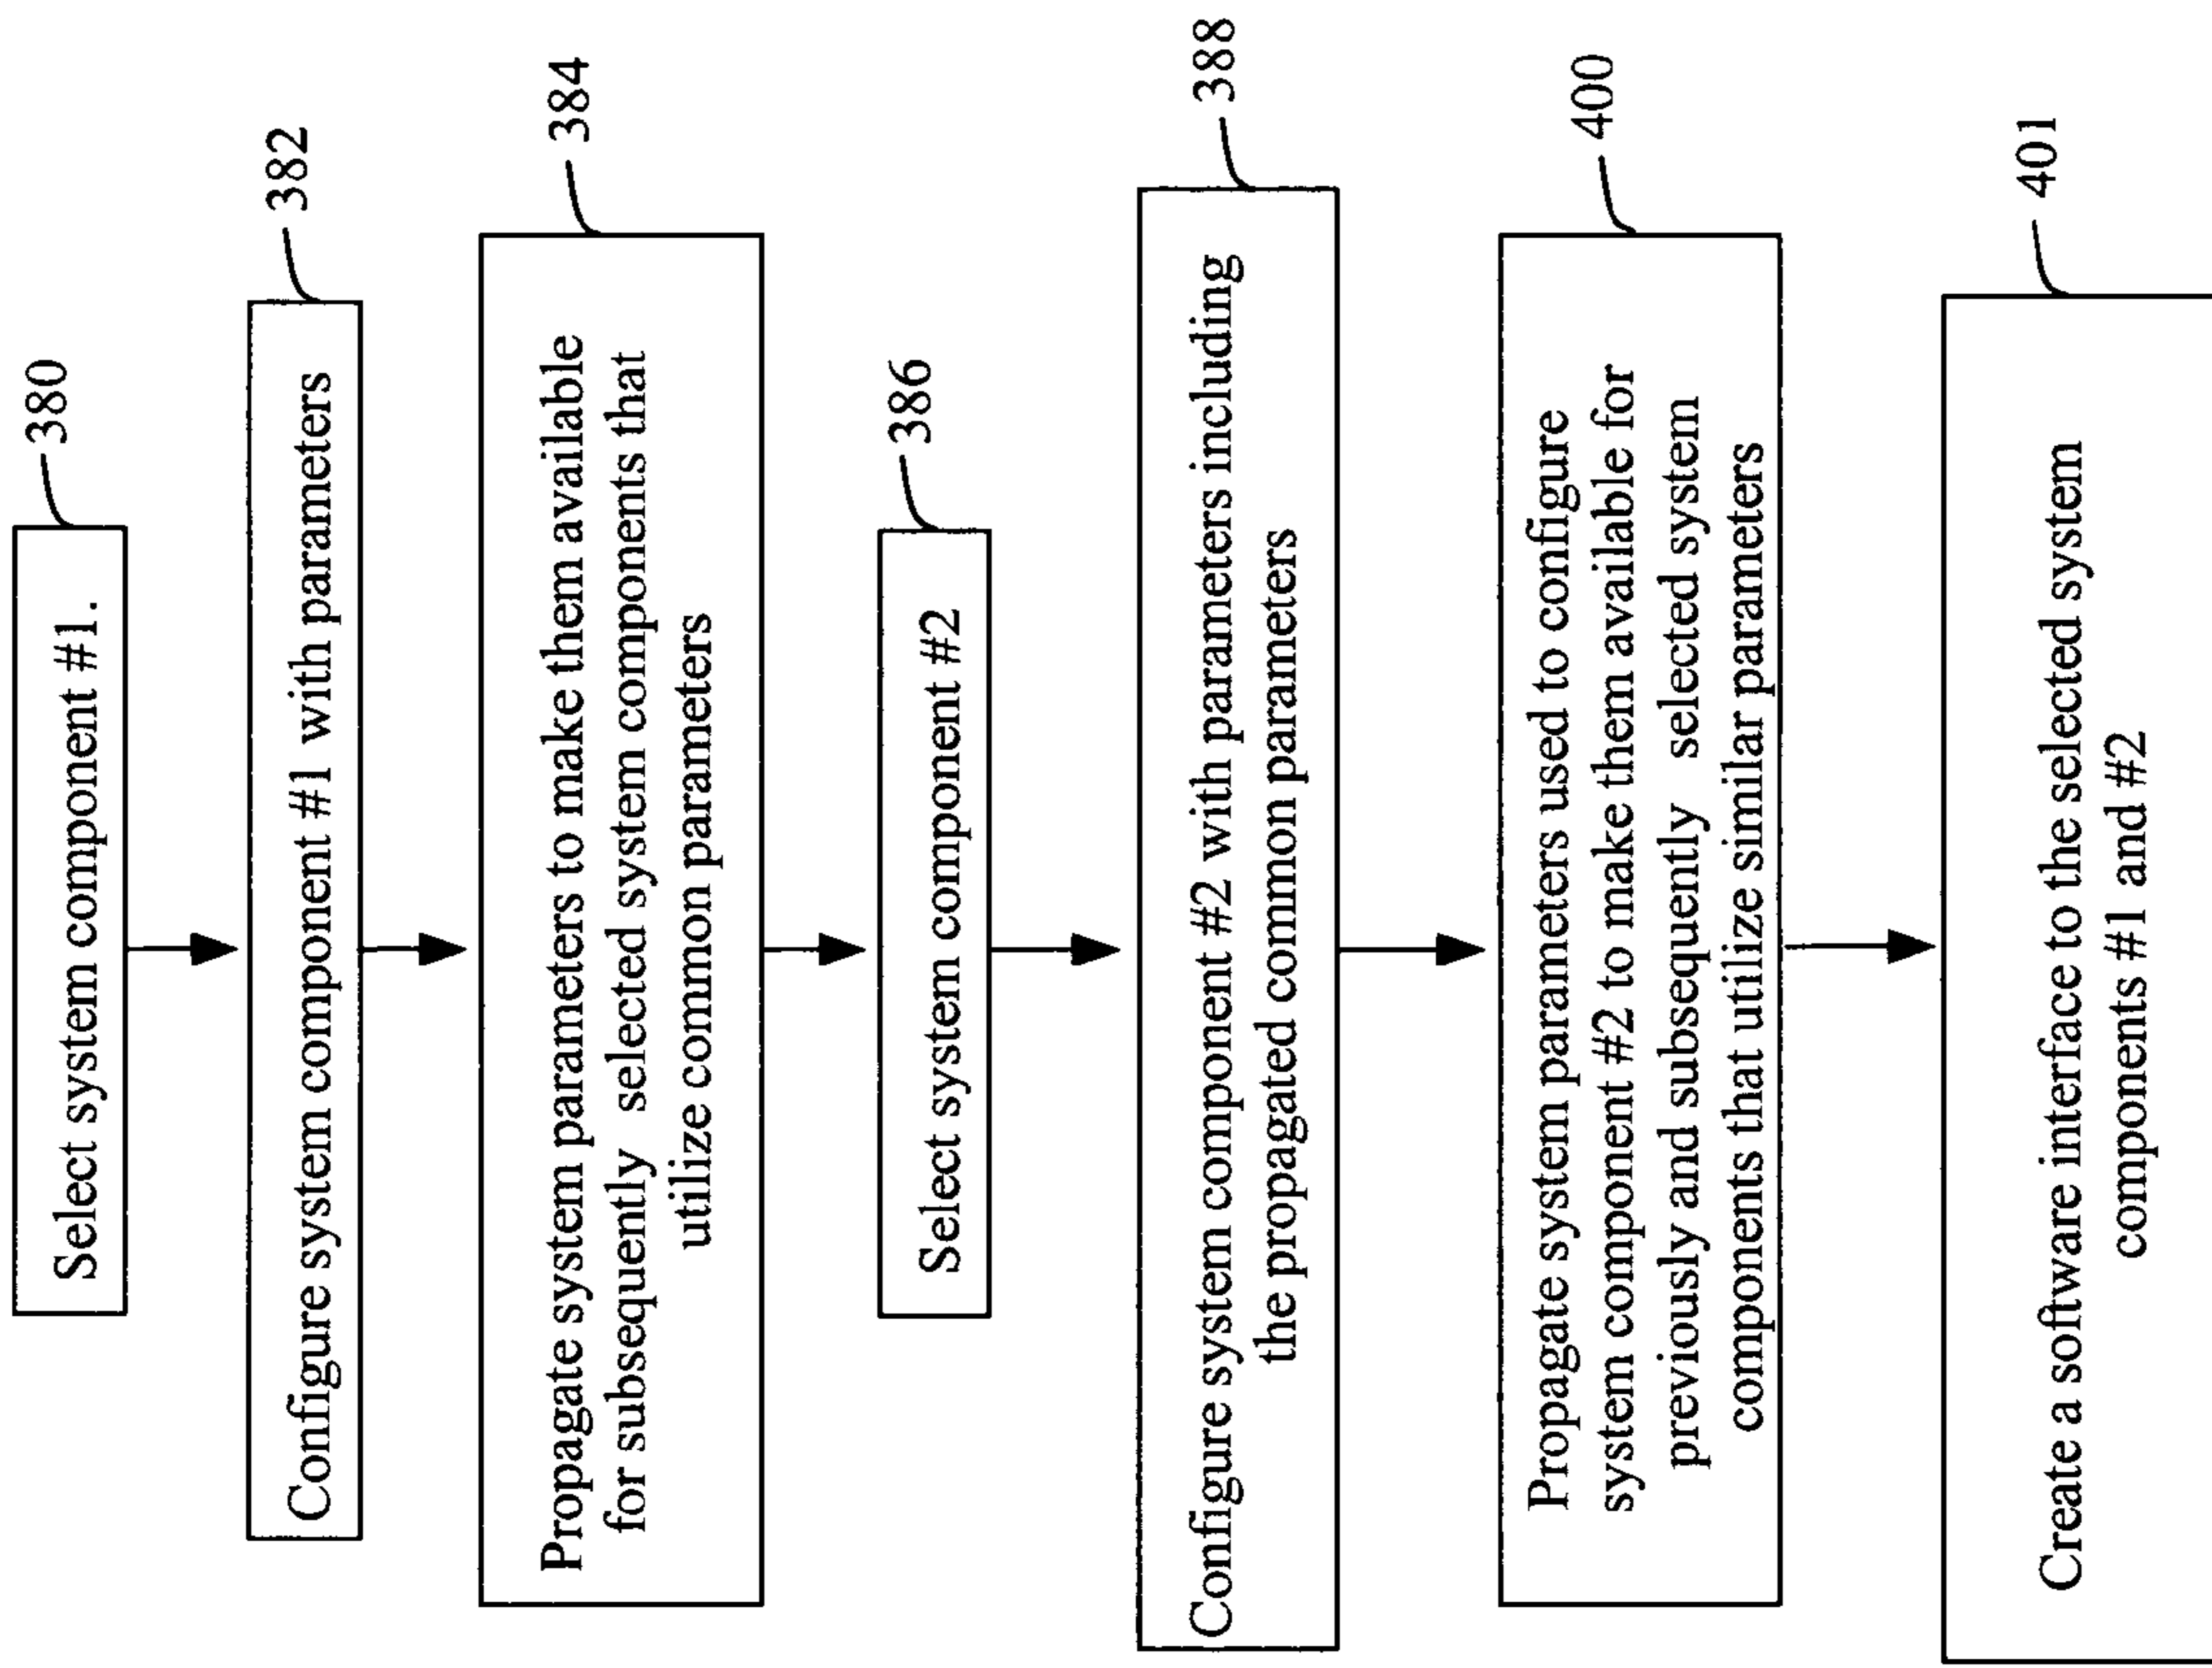 380
Select system component #1.
382
Configure system component #1 with parameters
384
Propagate system parameters to make them available
for subsequently selected system components that
utilize common parameters
386
Select system component #2
388
Configure system component #2 with parameters including
the propagated common parameters
400
Propagate system parameters used to configure
system component #2 to make them available for
previously and subsequently selected system
components that utilize similar parameters
401
Create a software interface to the selected system
components #1 and #2